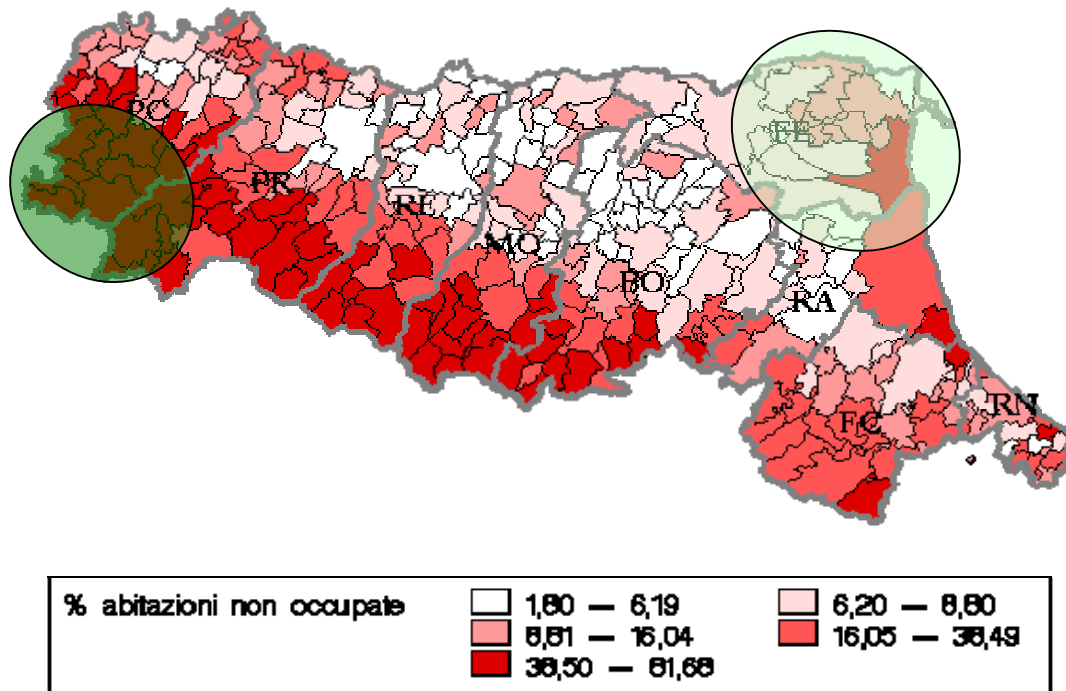 PC
FE
PR
RE
MO
BO
RA
FC
RN
% abitazioni non occupate
1,80 — 6,19
6,20 — 8,80
8,81 — 16,04
16,05 — 38,49
38,50 — 81,68